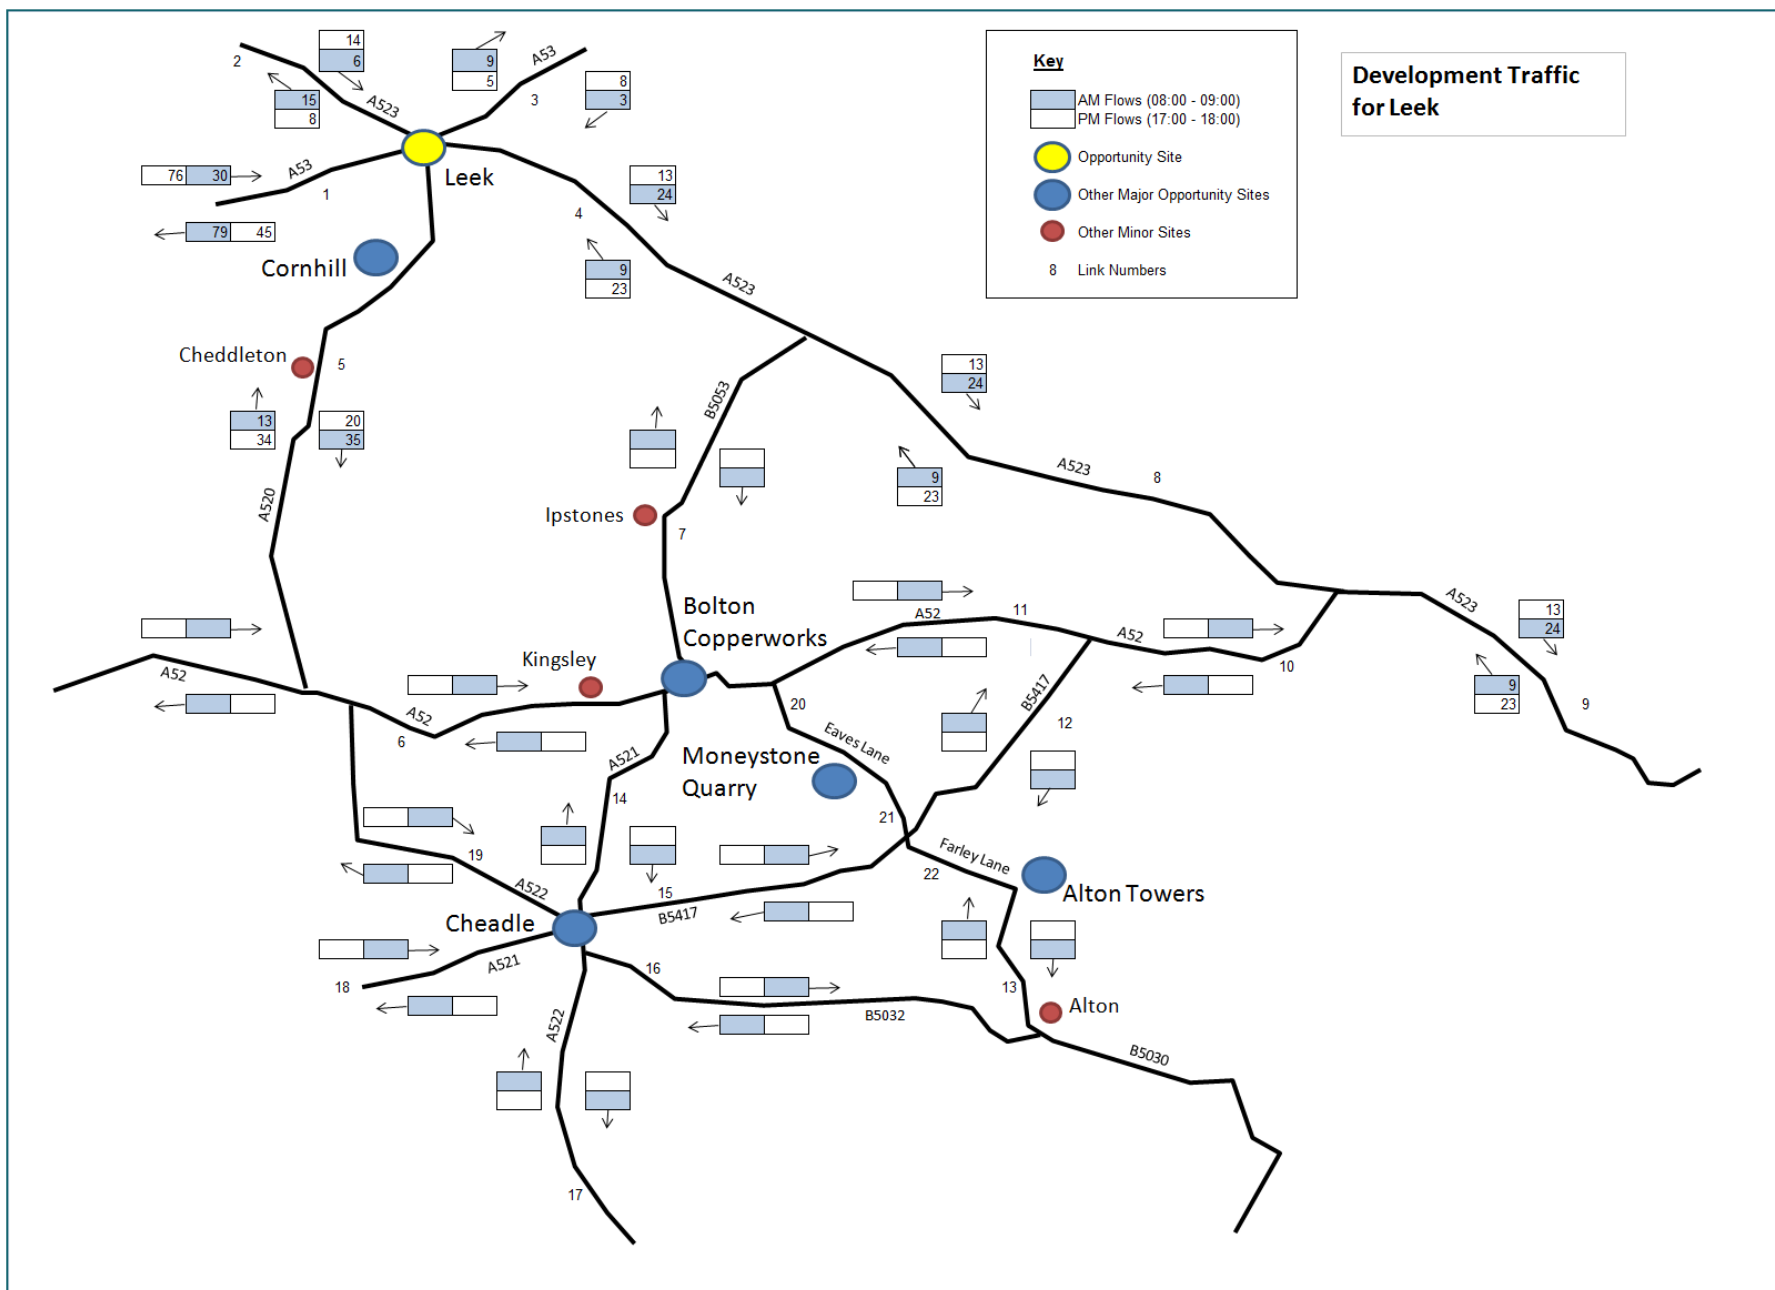 Development Traffic
for Leek
Key
AM Flows (08:00 - 09:00)
PM Flows (17:00 - 18:00)
Opportunity Site
Other Major Opportunity Sites
Other Minor Sites
8 Link Numbers
2
14
6
15
8
A523
9
5
A53
3
8
3
76 30
A53
1
79 45
Leek
Cornhill
4
13
24
9
23
A523
Cheddleton
5
13
34
20
35
A520
B5053
Ipstones
7
13
24
9
23
A523
8
A523
13
24
9
23
9
A52
A52
6
Kingsley
Bolton
Copperworks
A52
11
A52
10
20
B5417
12
Eaves Lane
Moneystone
Quarry
A521
14
21
19
A522
15
B5417
Farley Lane
22
Alton Towers
Cheadle
A521
18
16
B5032
13
Alton
B5030
A522
17